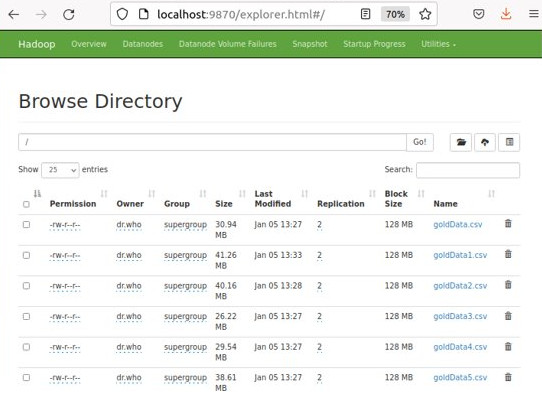 localhost:9870/explorer.html#/ 70%
Hadoop Overview Datanodes Datanode Volume Failures Snapshot Startup Progress Utilities
Browse Directory
/ Go!
Show 25 entries Search:
Permission Owner Group Size Last Modified Replication Block Size Name
-rw-r--r-- dr.who supergroup 30.94 MB Jan 05 13:27 2 128 MB goldData.csv
-rw-r--r-- dr.who supergroup 41.26 MB Jan 05 13:33 2 128 MB goldData1.csv
-rw-r--r-- dr.who supergroup 40.16 MB Jan 05 13:28 2 128 MB goldData2.csv
-rw-r--r-- dr.who supergroup 26.22 MB Jan 05 13:27 2 128 MB goldData3.csv
-rw-r--r-- dr.who supergroup 29.54 MB Jan 05 13:27 2 128 MB goldData4.csv
-rw-r--r-- dr.who supergroup 38.61 MB Jan 05 13:27 2 128 MB goldData5.csv